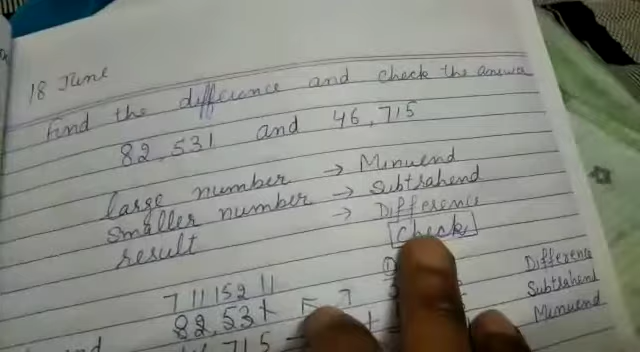 18 June
Find the difference and check the answer
82,531 and 46,715
large number → Minuend
smaller number → Subtrahend
result → Difference
Check
7 11 15 2 11
82,531
715
Difference
Subtrahend
Minuend